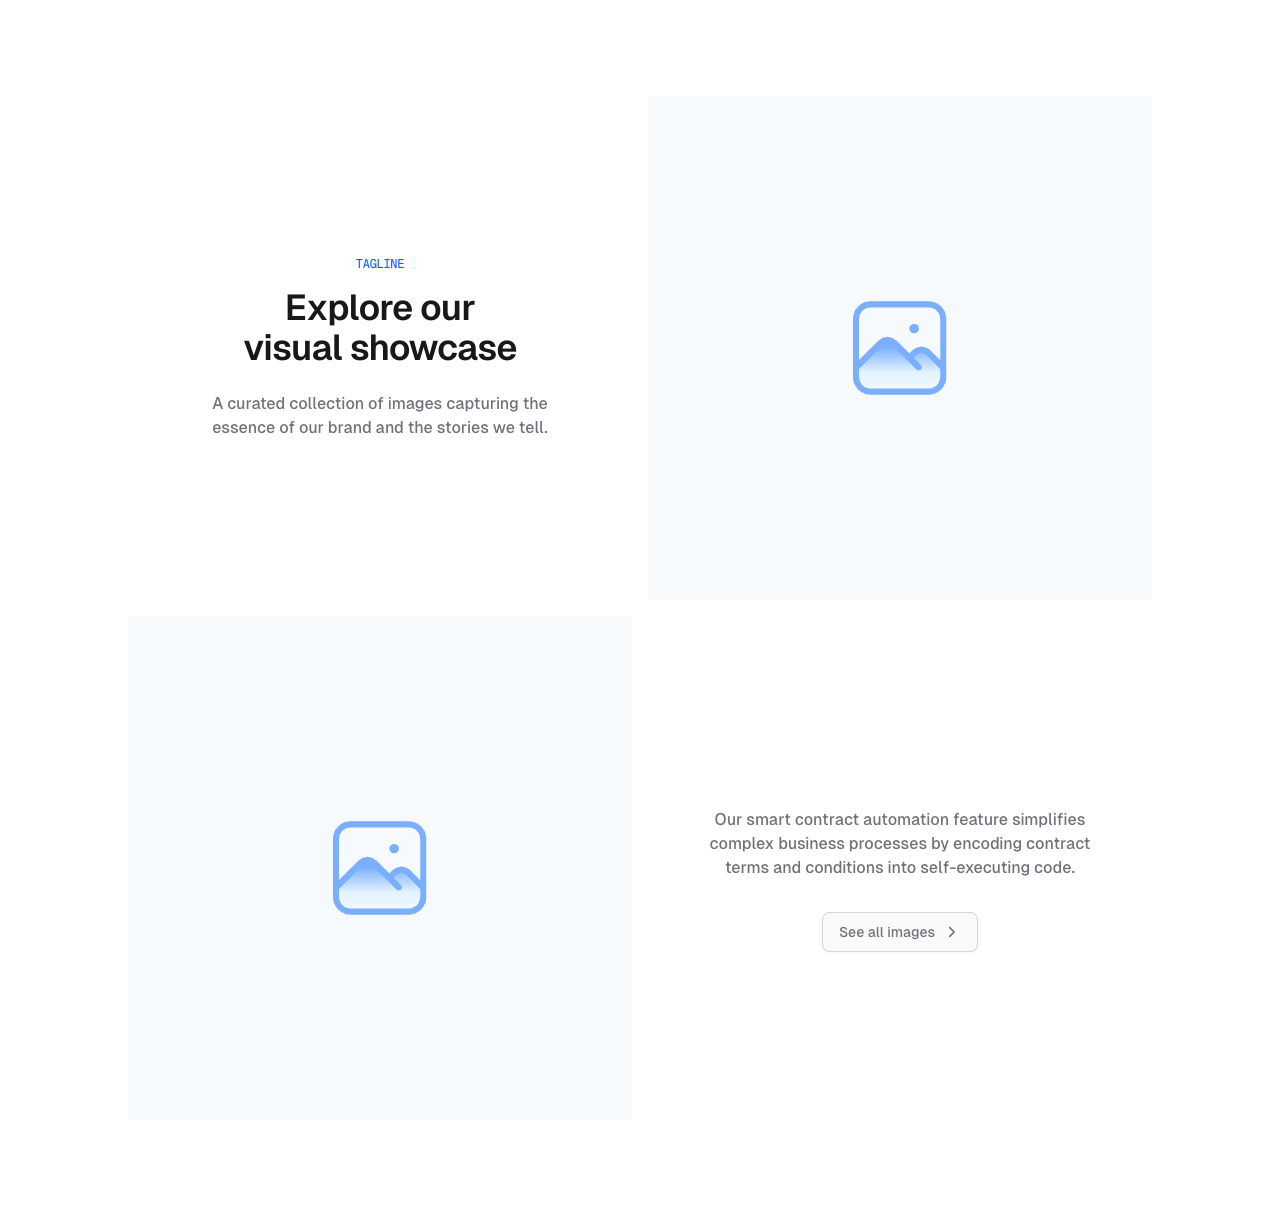 TAGLINE
Explore our
visual showcase
A curated collection of images capturing the
essence of our brand and the stories we tell.
Our smart contract automation feature simplifies
complex business processes by encoding contract
terms and conditions into self-executing code.
See all images